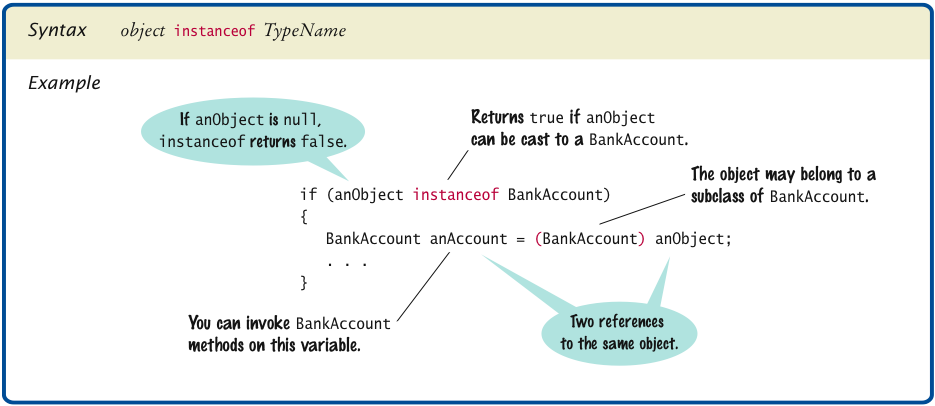 Syntax object instanceof TypeName
Example
If anObject is null,
instanceof returns false.
Returns true if anObject
can be cast to a BankAccount.
The object may belong to a
subclass of BankAccount.
if (anObject instanceof BankAccount)
{
BankAccount anAccount = (BankAccount) anObject;
. . .
}
You can invoke BankAccount
methods on this variable.
Two references
to the same object.